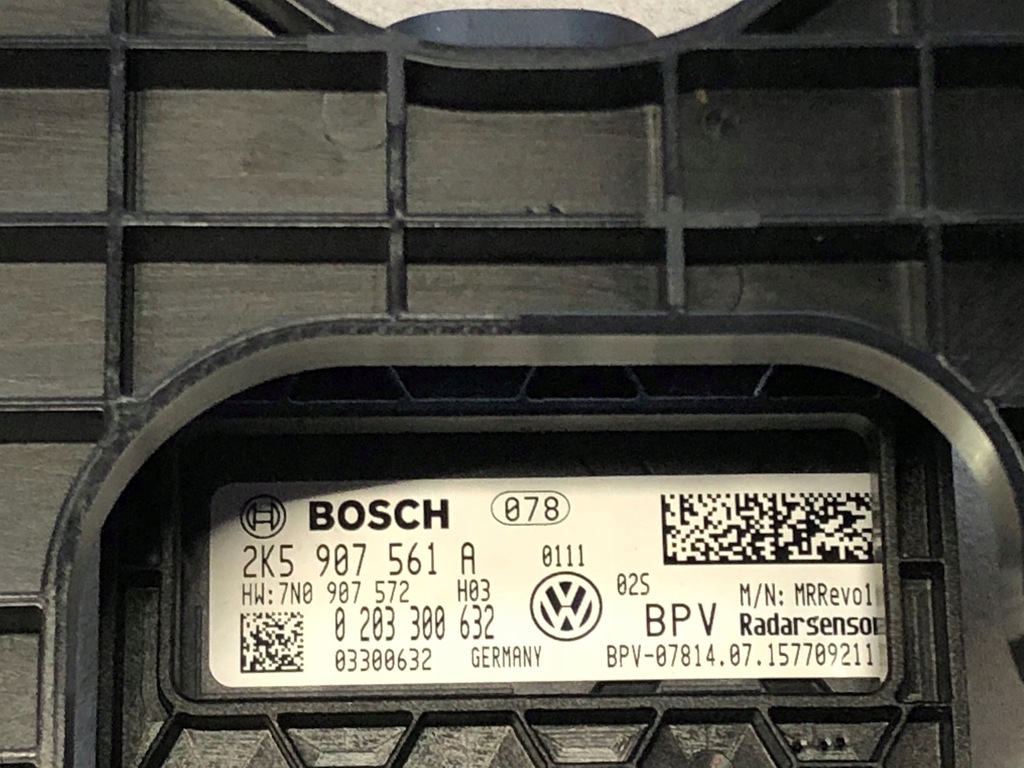 BOSCH 078
2K5 907 561 A 0111
HW:7N0 907 572 H03 02S M/N: MRRevo1
0 203 300 632 BPV Radarsensor
03300632 GERMANY BPV-07814.07.157709211